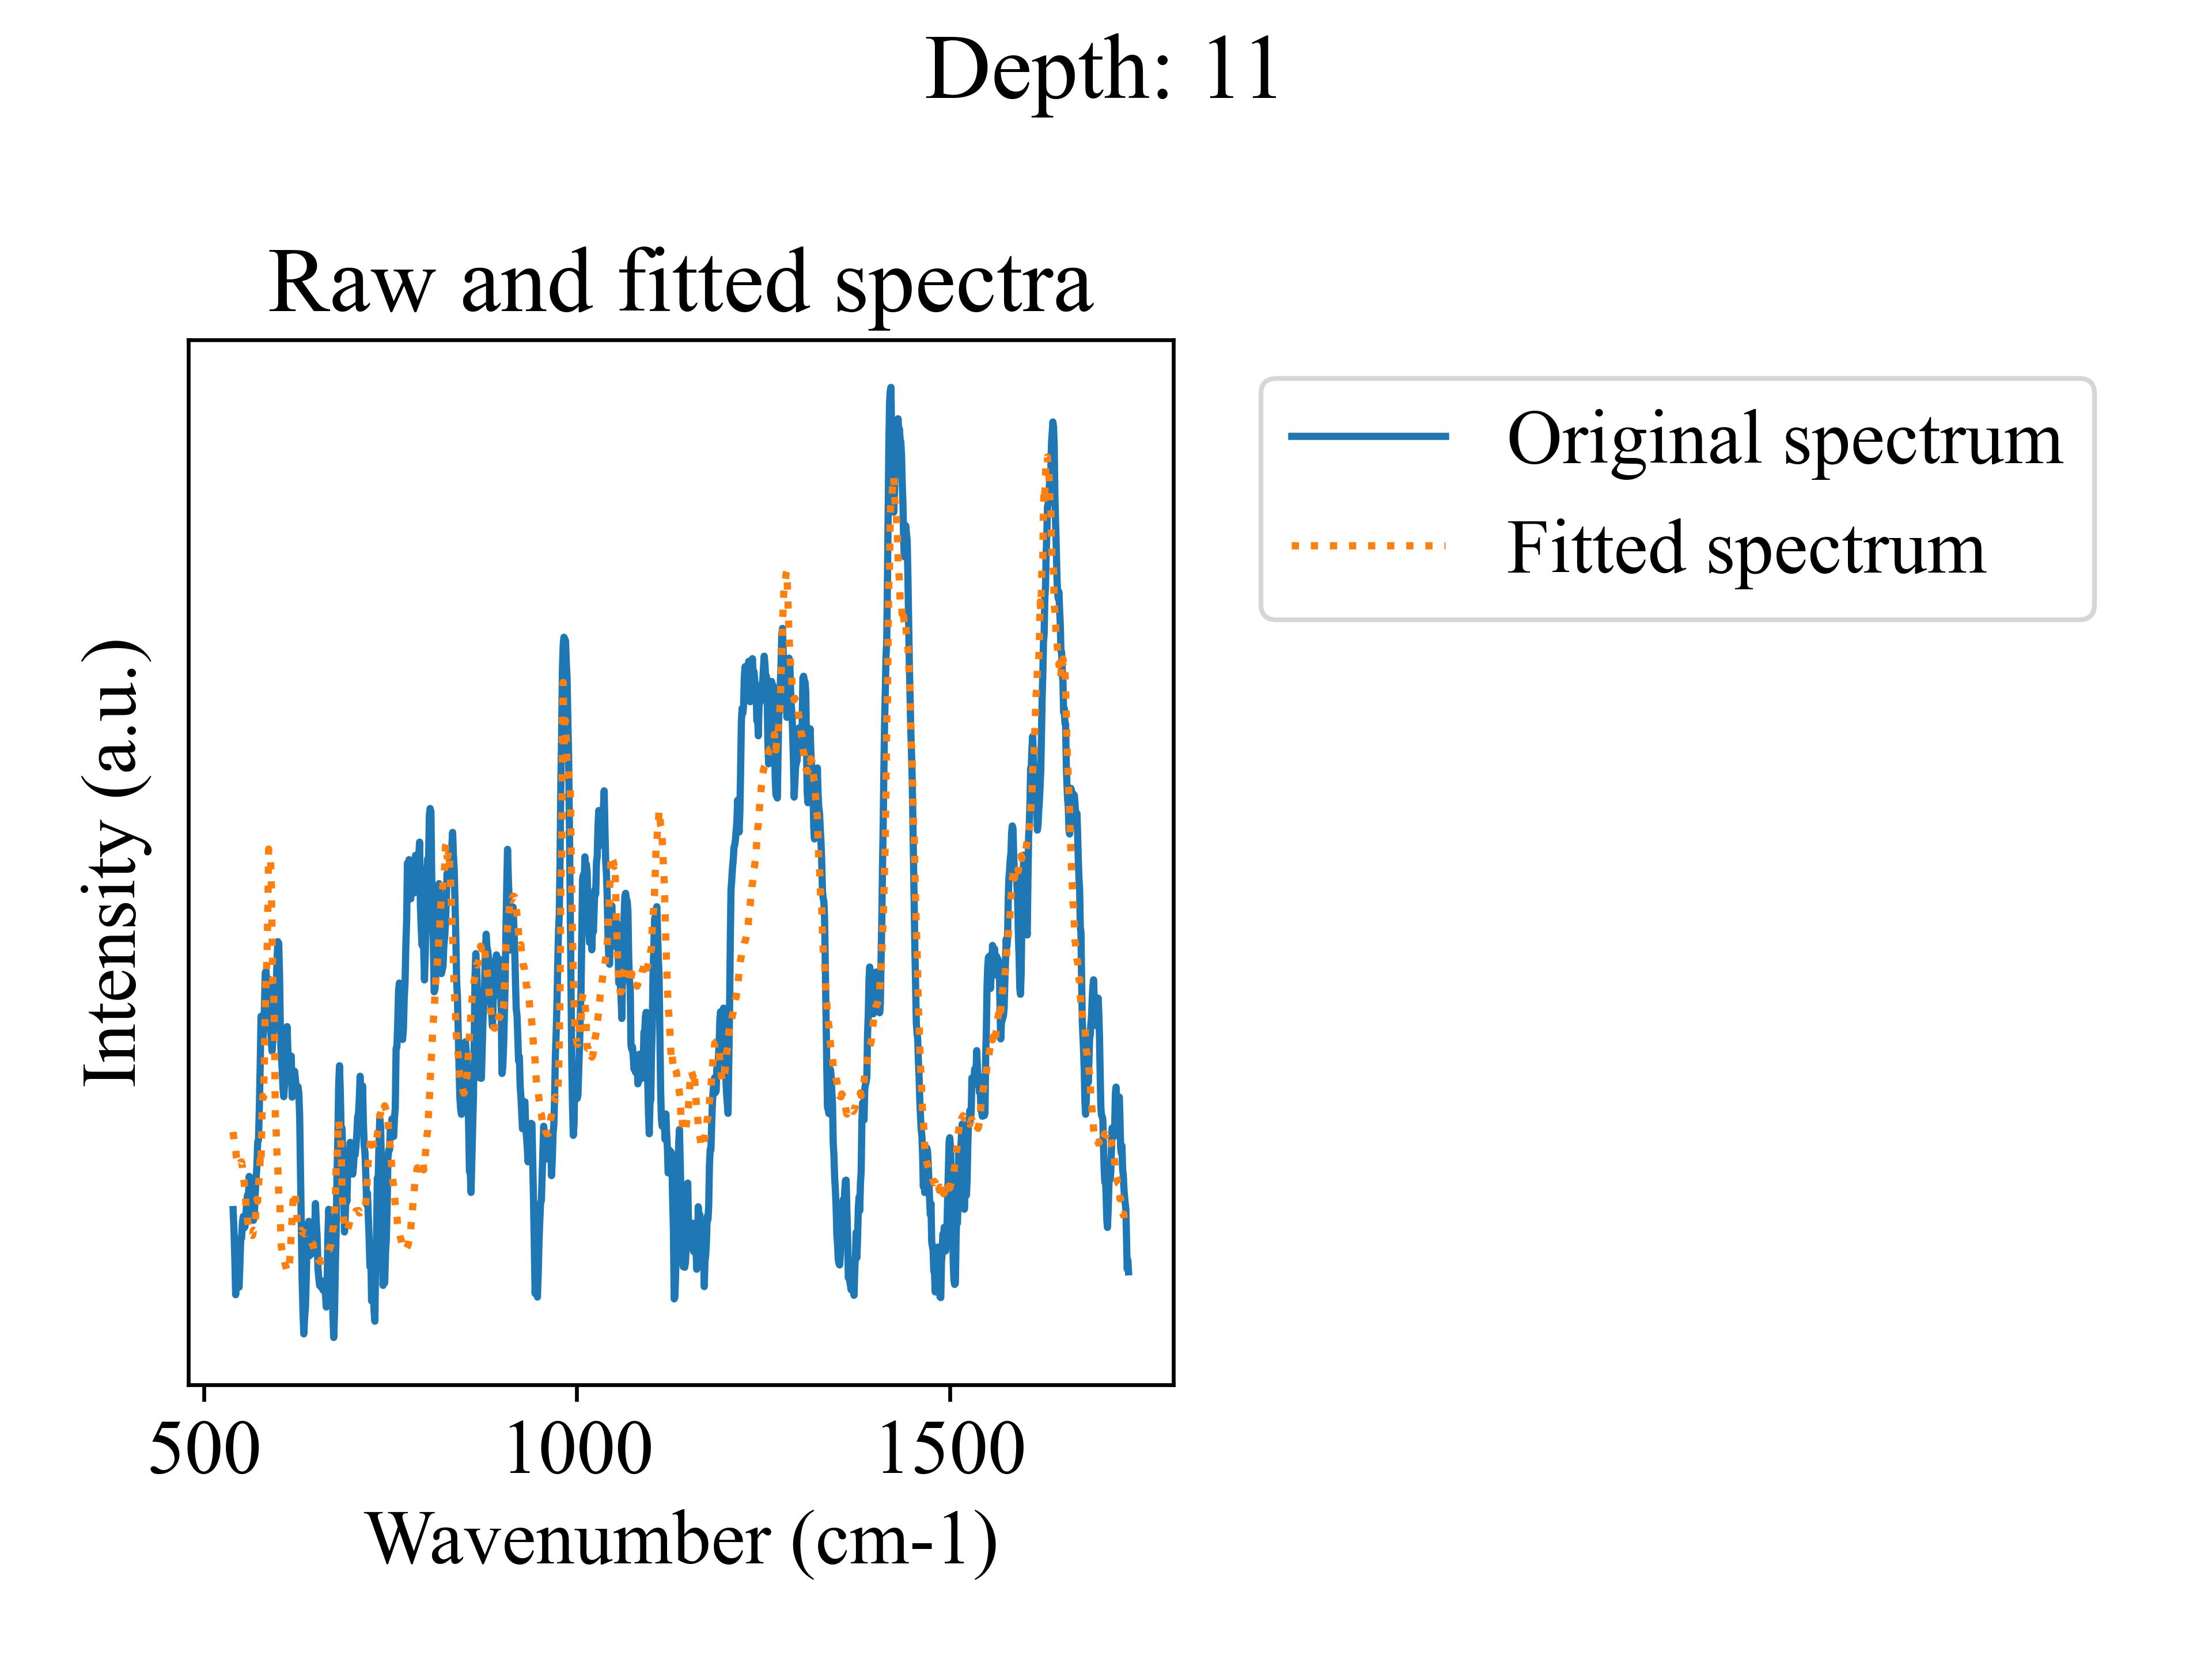 Depth: 11
Raw and fitted spectra
Original spectrum
Fitted spectrum
Intensity (a.u.)
500 1000 1500
Wavenumber (cm-1)